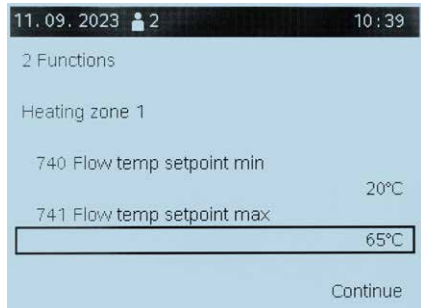 11.09.2023 2 10:39
2 Functions
Heating zone 1
740 Flow temp setpoint min
20°C
741 Flow temp setpoint max
65°C
Continue